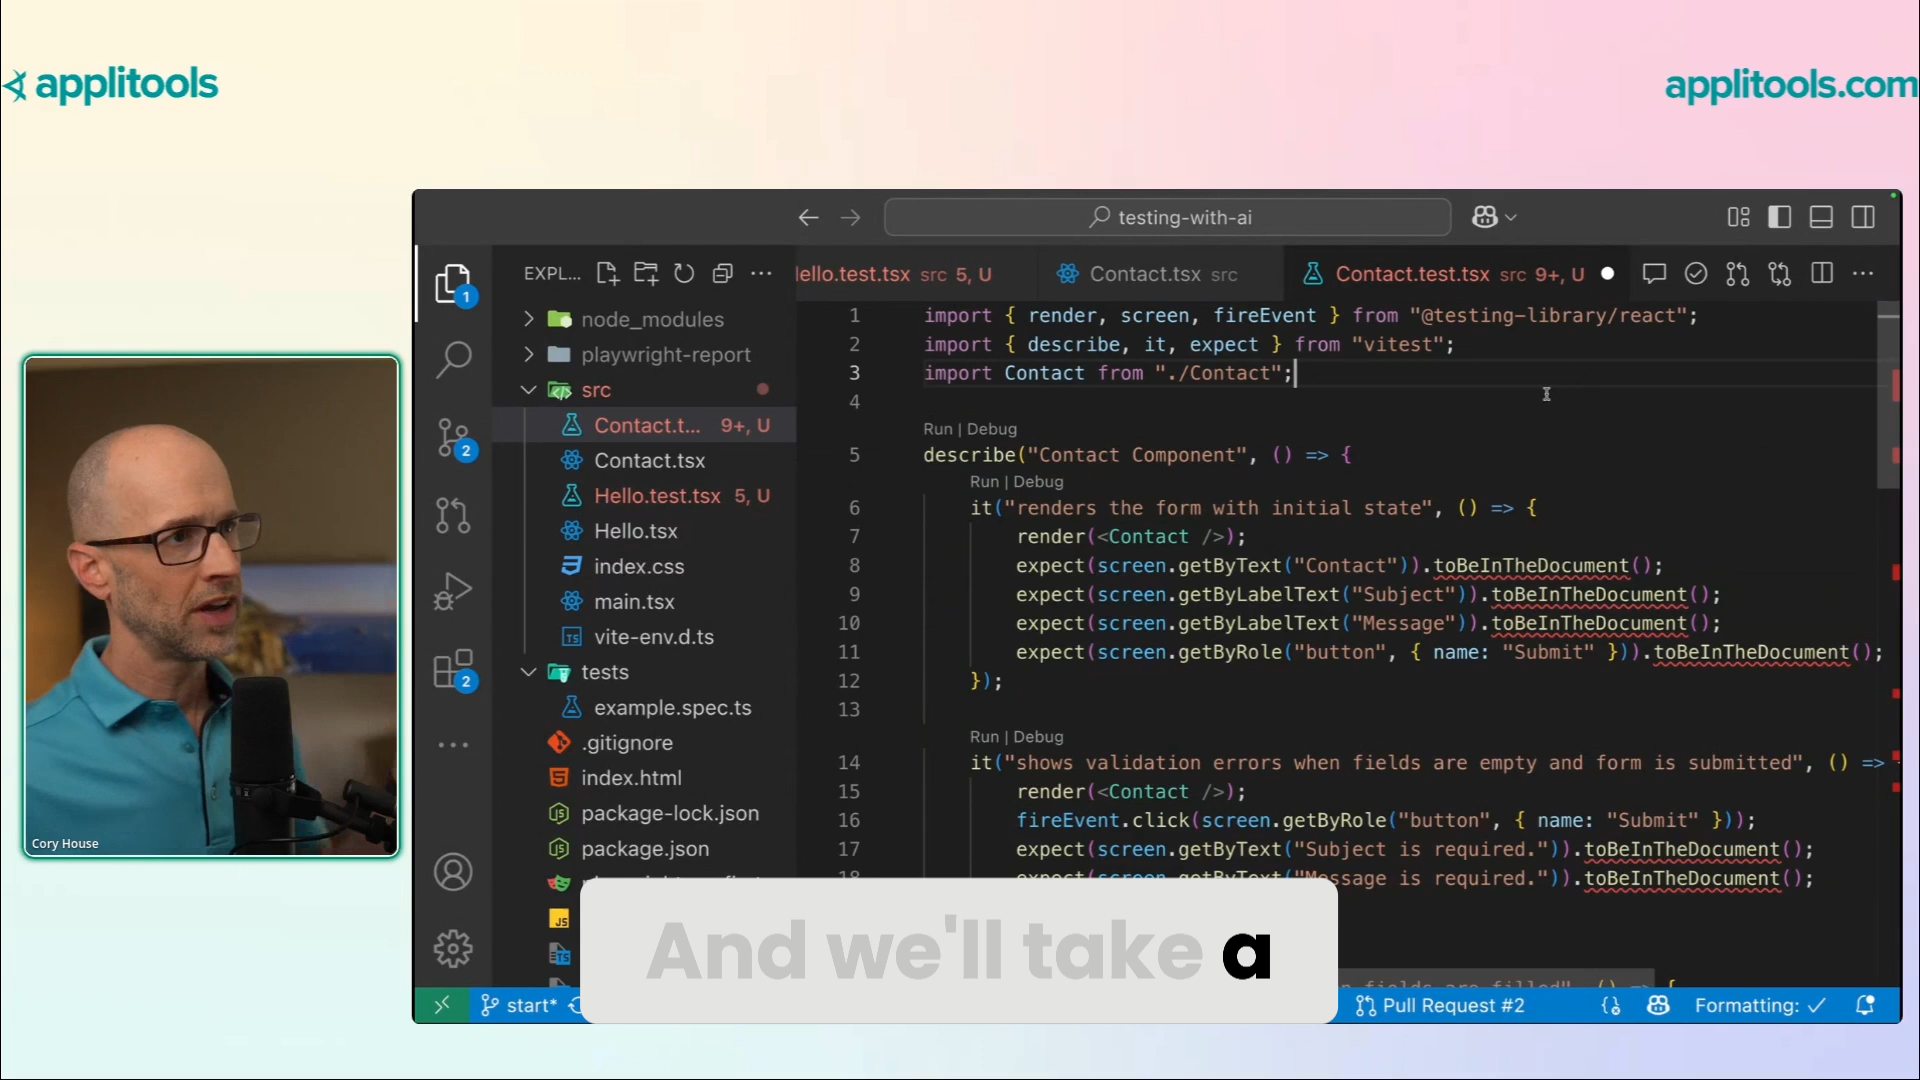 applitools
applitools.com
testing-with-ai
EXPL...
Hello.test.tsx src 5, U
Contact.tsx src
Contact.test.tsx src 9+, U
1
2
2
node_modules
playwright-report
src
Contact.t... 9+, U
Contact.tsx
Hello.test.tsx 5, U
Hello.tsx
index.css
main.tsx
vite-env.d.ts
tests
example.spec.ts
.gitignore
index.html
package-lock.json
package.json
1 import { render, screen, fireEvent } from "@testing-library/react";
2 import { describe, it, expect } from "vitest";
3 import Contact from "./Contact";
4
Run | Debug
5 describe("Contact Component", () => {
Run | Debug
6 it("renders the form with initial state", () => {
7 render(<Contact />);
8 expect(screen.getByText("Contact")).toBeInTheDocument();
9 expect(screen.getByLabelText("Subject")).toBeInTheDocument();
10 expect(screen.getByLabelText("Message")).toBeInTheDocument();
11 expect(screen.getByRole("button", { name: "Submit" })).toBeInTheDocument();
12 });
13
Run | Debug
14 it("shows validation errors when fields are empty and form is submitted", () =>
15 render(<Contact />);
16 fireEvent.click(screen.getByRole("button", { name: "Submit" }));
17 expect(screen.getByText("Subject is required.")).toBeInTheDocument();
18 expect(screen.getByText("Message is required.")).toBeInTheDocument();
fields are filled", () => {
Cory House
And we'll take a
start*
Pull Request #2
Formatting: ✓